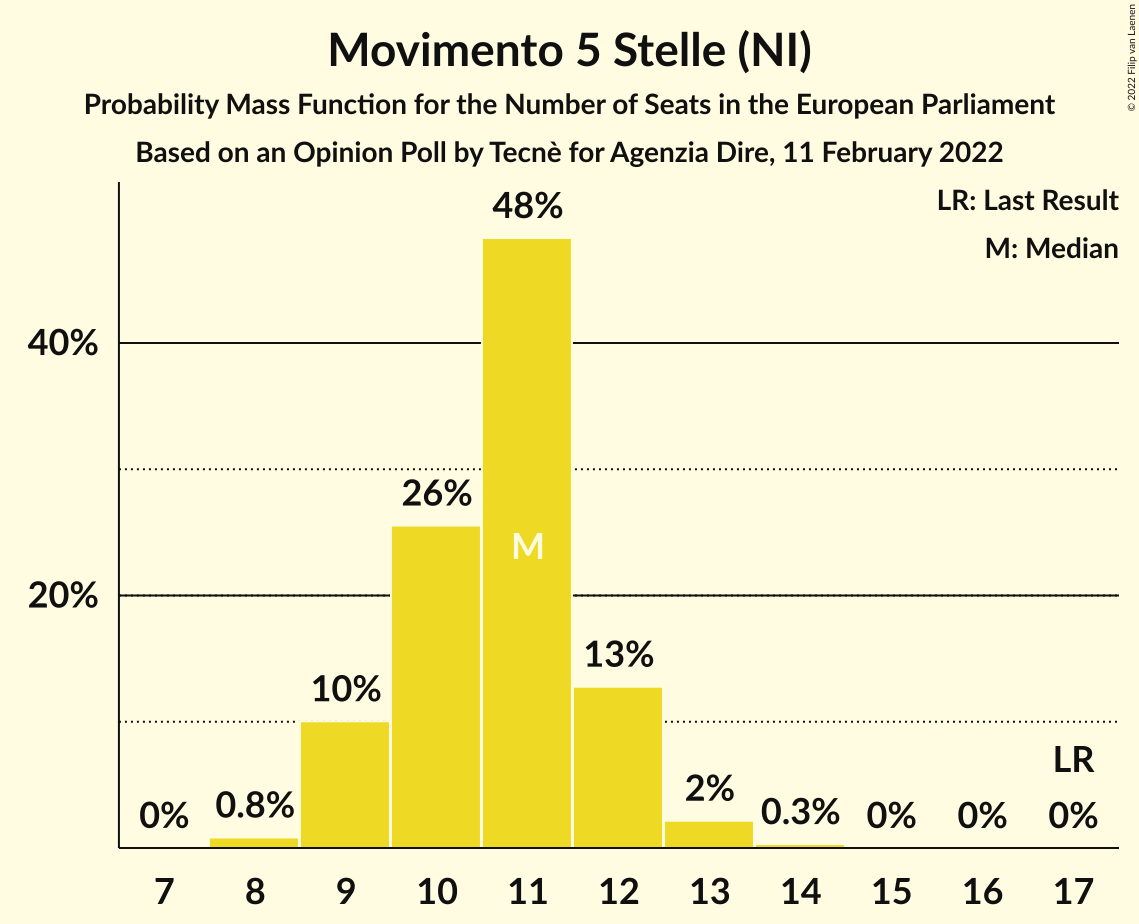 Movimento 5 Stelle (NI)
Probability Mass Function for the Number of Seats in the European Parliament
Based on an Opinion Poll by Tecnè for Agenzia Dire, 11 February 2022
© 2022 Filip van Laenen
LR: Last Result
M: Median
48%
40%
26%
M
20%
13%
10%
LR
0%
0.8%
2%
0.3%
0%
0%
0%
7 8 9 10 11 12 13 14 15 16 17